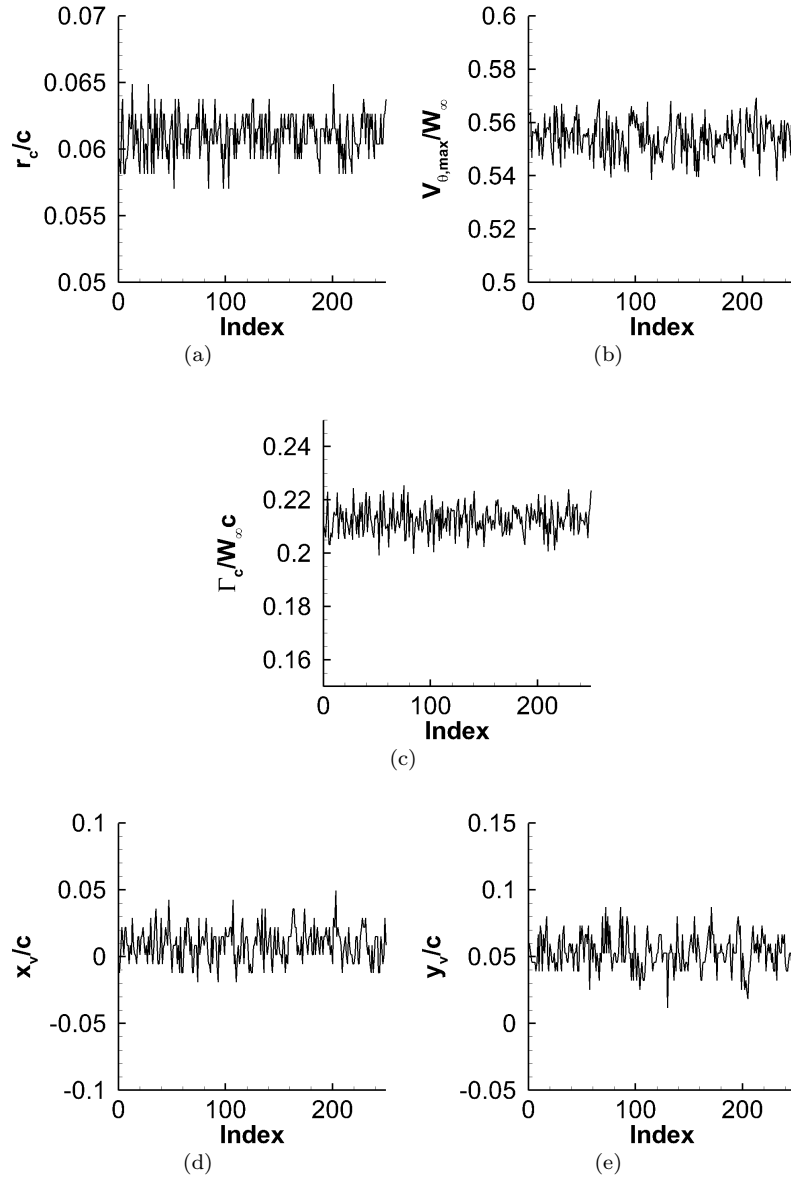 0.07
0.065
0.06
0.055
0.05
r_c/c
0 100 200
Index
(a)
0.6
0.58
0.56
0.54
0.52
0.5
V_θ,max/W_∞
0 100 200
Index
(b)
0.24
0.22
0.2
0.18
0.16
Γ_c/W_∞c
0 100 200
Index
(c)
0.1
0.05
0
-0.05
-0.1
x_v/c
0 100 200
Index
(d)
0.15
0.1
0.05
0
-0.05
y_v/c
0 100 200
Index
(e)